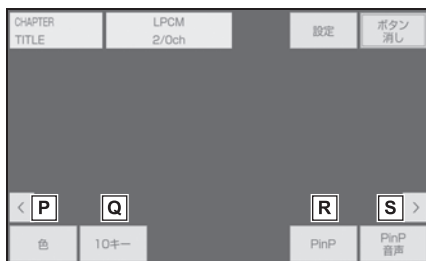 CHAPTER
TITLE
LPCM
2/0ch
設定
ボタン
消し
< P
Q
R
S >
色
10キー
PinP
PinP
音声